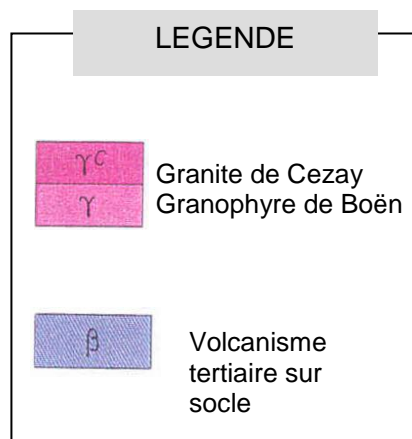 LEGENDE
γC
Granite de Cezay
γ
Granophyre de Boën
β
Volcanisme
tertiaire sur
socle